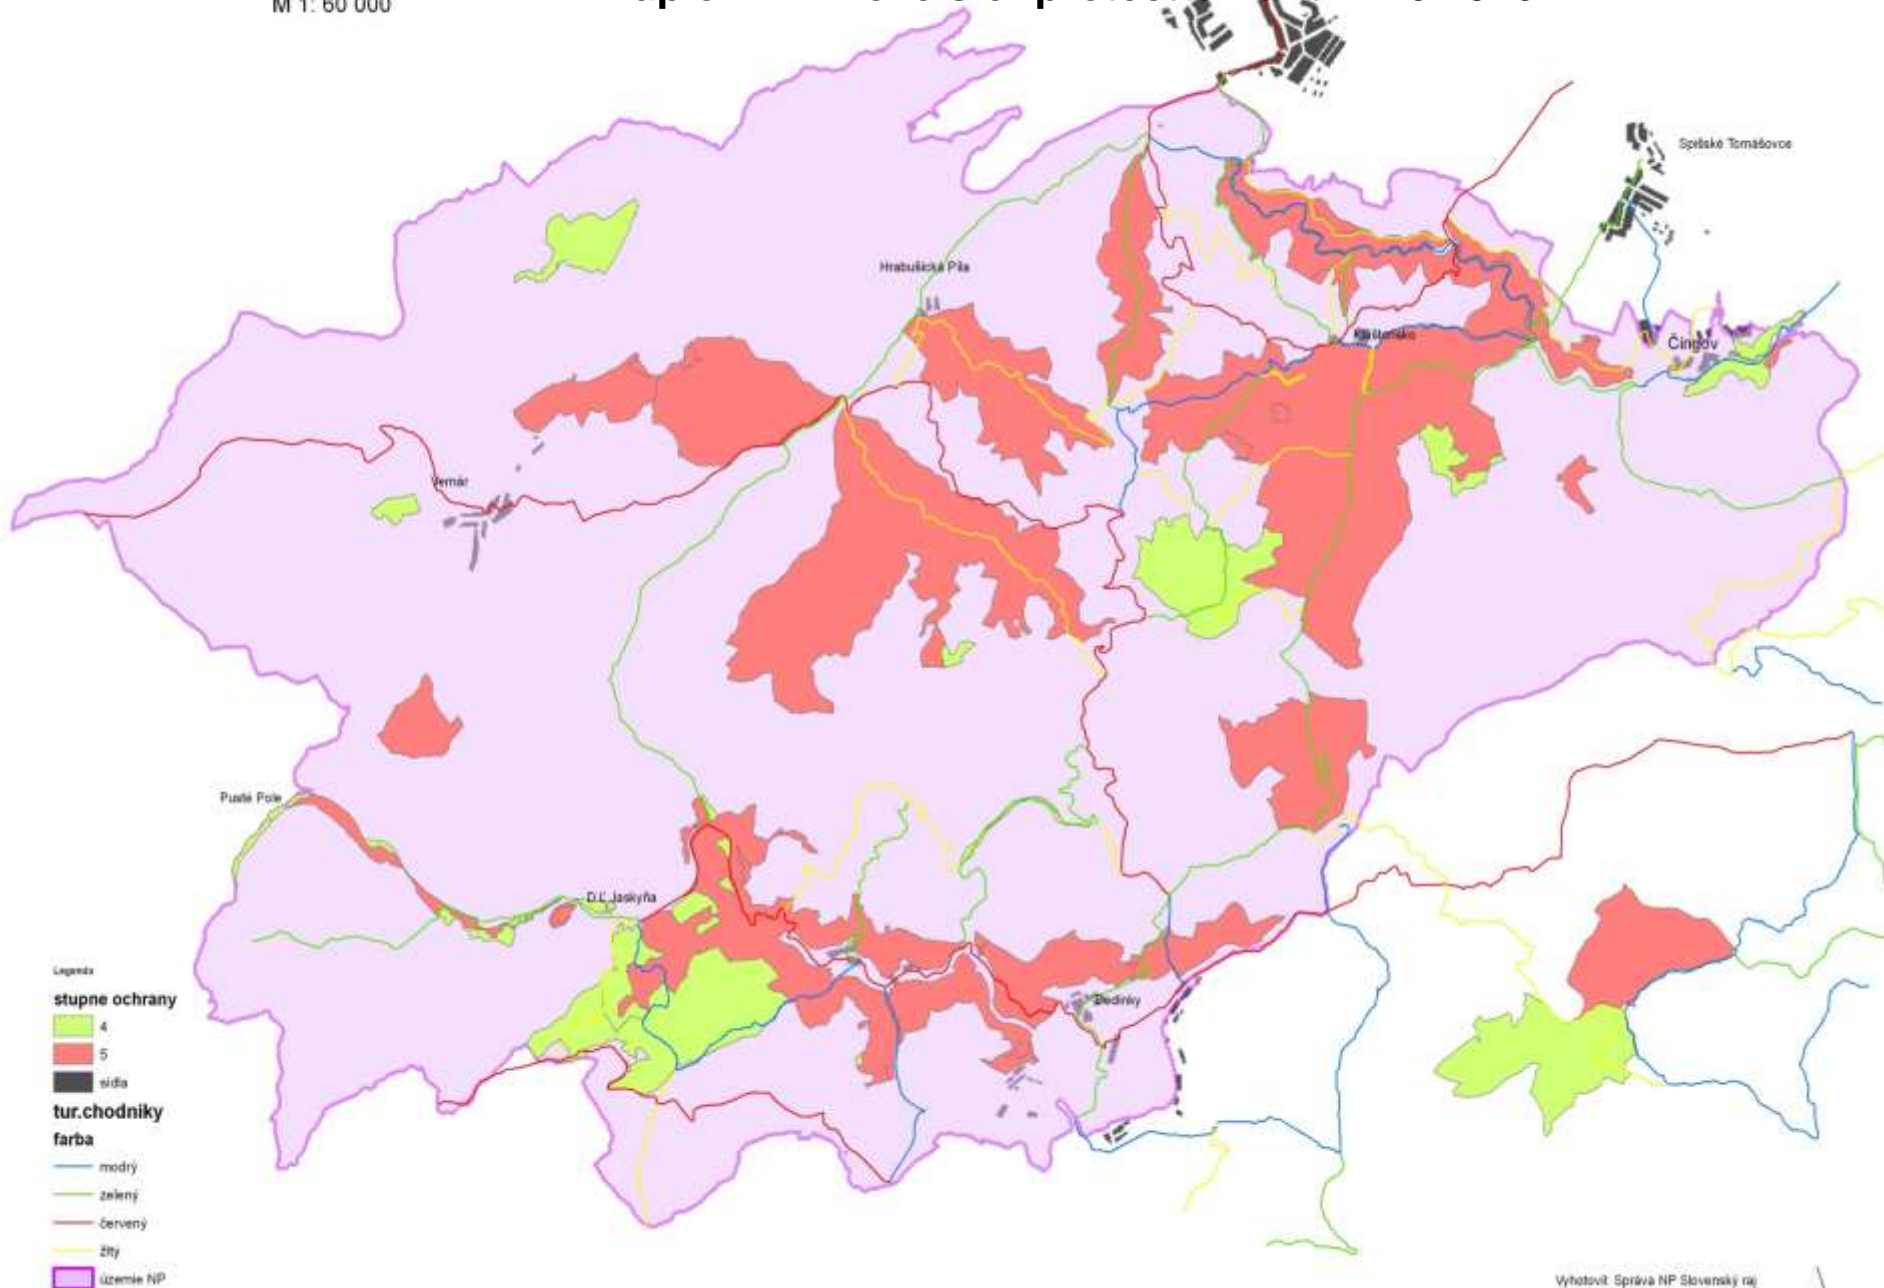 M 1: 60 000
Spišské Tomášovce
Hrabušická Píla
Čingov
Vernár
Pusté Pole
D.Ľ.Jaskyňa
Dedinky
Legenda
stupne ochrany
4
5
sídla
tur.chodniky
farba
modrý
zelený
červený
žltý
územie NP
Vyhotovil: Správa NP Slovenský raj